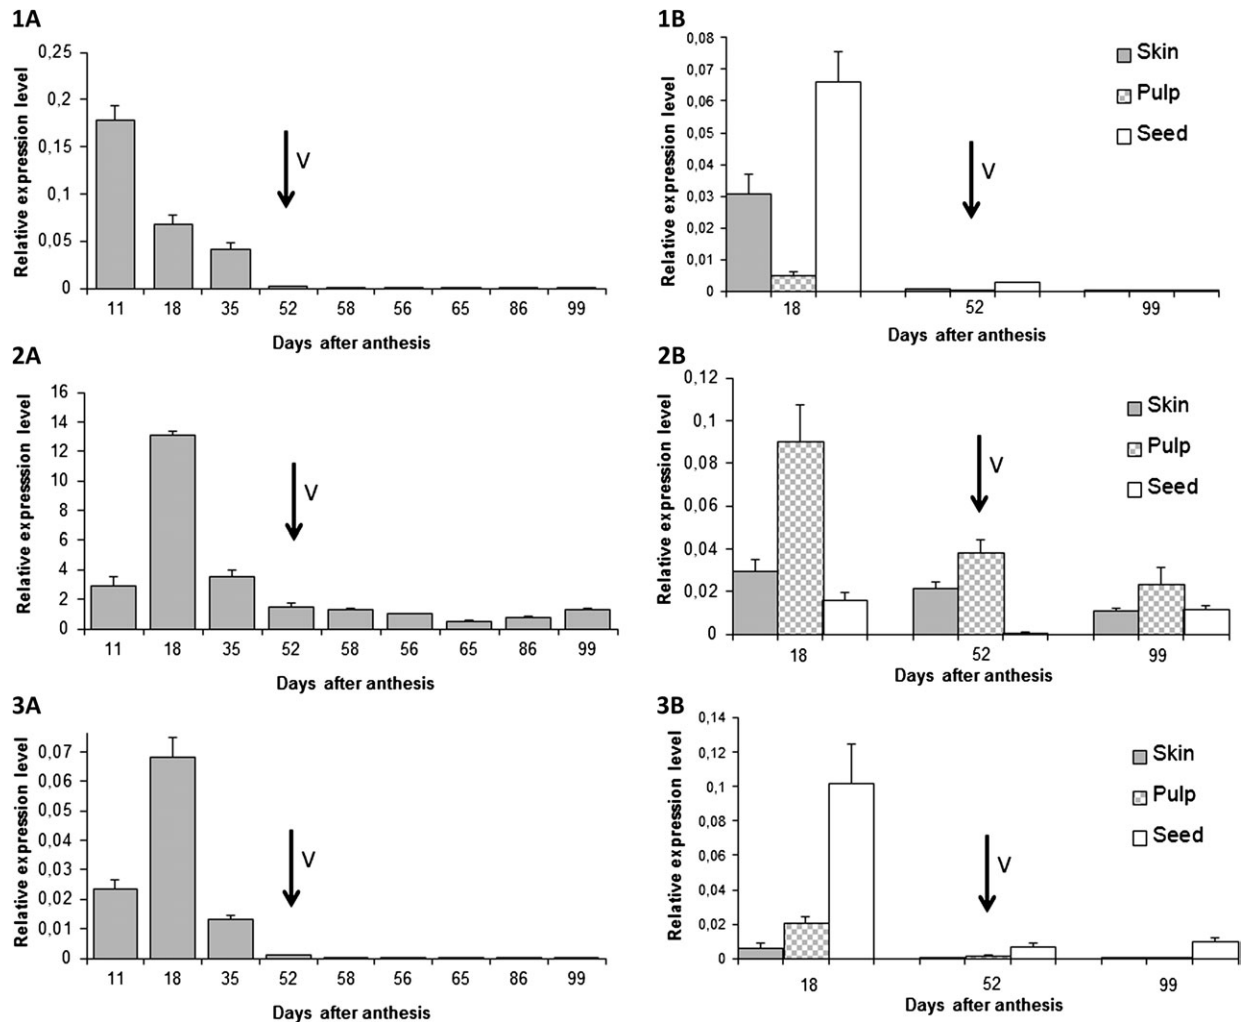 1A
Relative expression level
0,25
0,2
0,15
0,1
0,05
0
V
11 18 35 52 58 56 65 86 99
Days after anthesis
1B
Relative expression level
0,08
0,07
0,06
0,05
0,04
0,03
0,02
0,01
0
Skin
Pulp
Seed
V
18 52 99
Days after anthesis
2A
Relative expresssion level
16
14
12
10
8
6
4
2
0
V
11 18 35 52 58 56 65 86 99
Days after anthesis
2B
Relative expression level
0,12
0,1
0,08
0,06
0,04
0,02
0
Skin
Pulp
Seed
V
18 52 99
Days after anthesis
3A
Relative expression level
0,07
0,06
0,05
0,04
0,03
0,02
0,01
0
V
11 18 35 52 58 56 65 86 99
Days after anthesis
3B
Relative expression level
0,14
0,12
0,1
0,08
0,06
0,04
0,02
0
Skin
Pulp
Seed
V
18 52 99
Days after anthesis